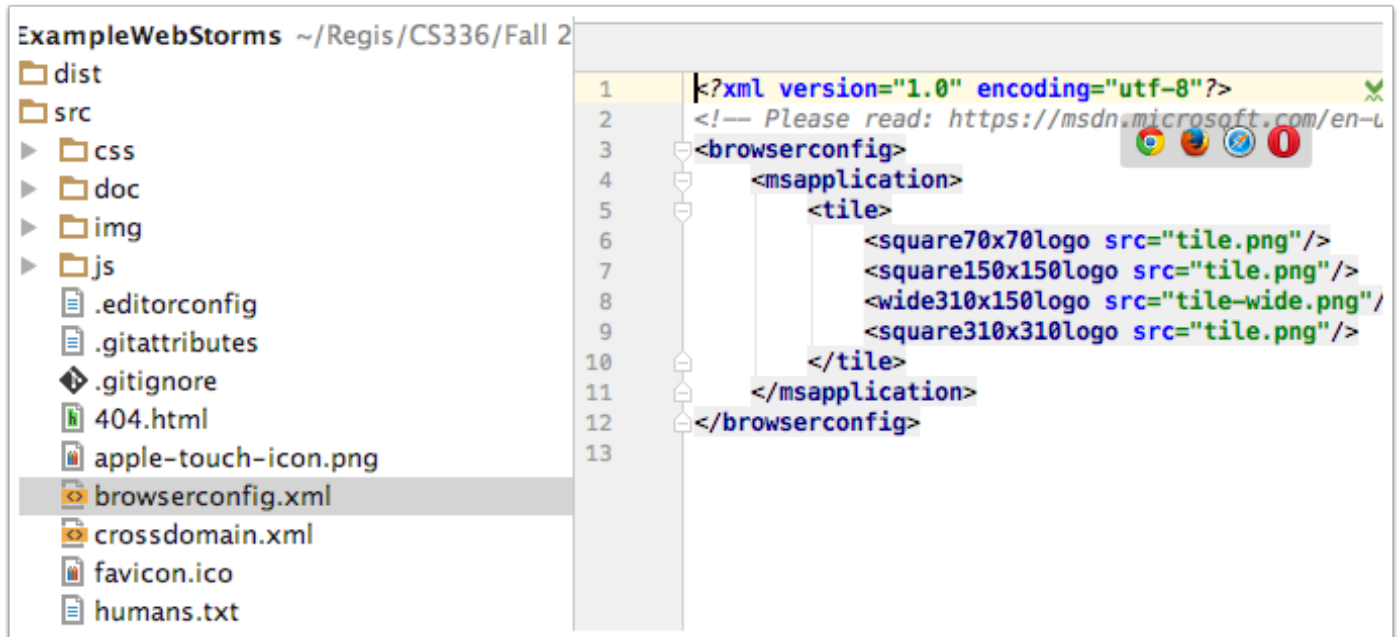 ExampleWebStorms ~/Regis/CS336/Fall 2
dist
src
css
doc
img
js
.editorconfig
.gitattributes
.gitignore
404.html
apple-touch-icon.png
browserconfig.xml
crossdomain.xml
favicon.ico
humans.txt
1 <?xml version="1.0" encoding="utf-8"?>
2 <!-- Please read: https://msdn.microsoft.com/en-u
3 <browserconfig>
4 <msapplication>
5 <tile>
6 <square70x70logo src="tile.png"/>
7 <square150x150logo src="tile.png"/>
8 <wide310x150logo src="tile-wide.png"/
9 <square310x310logo src="tile.png"/>
10 </tile>
11 </msapplication>
12 </browserconfig>
13